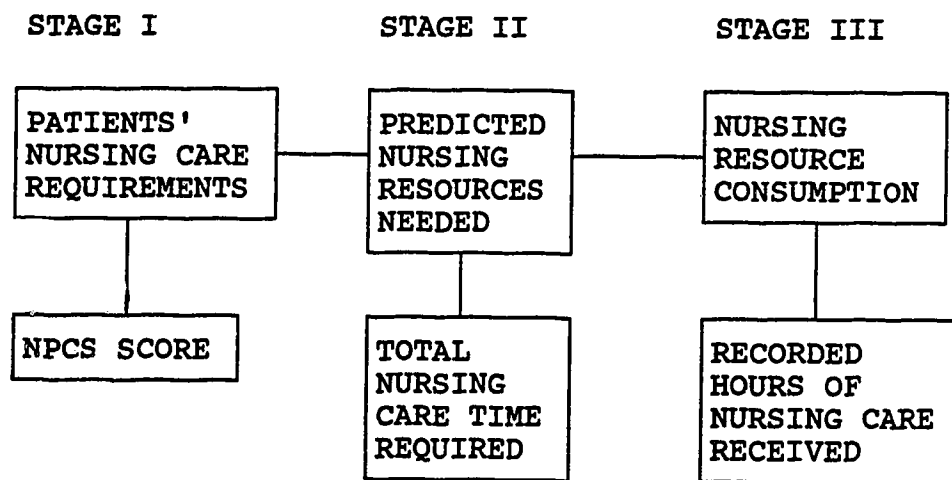 STAGE I
STAGE II
STAGE III
PATIENTS'
NURSING CARE
REQUIREMENTS
PREDICTED
NURSING
RESOURCES
NEEDED
NURSING
RESOURCE
CONSUMPTION
NPCS SCORE
TOTAL
NURSING
CARE TIME
REQUIRED
RECORDED
HOURS OF
NURSING CARE
RECEIVED